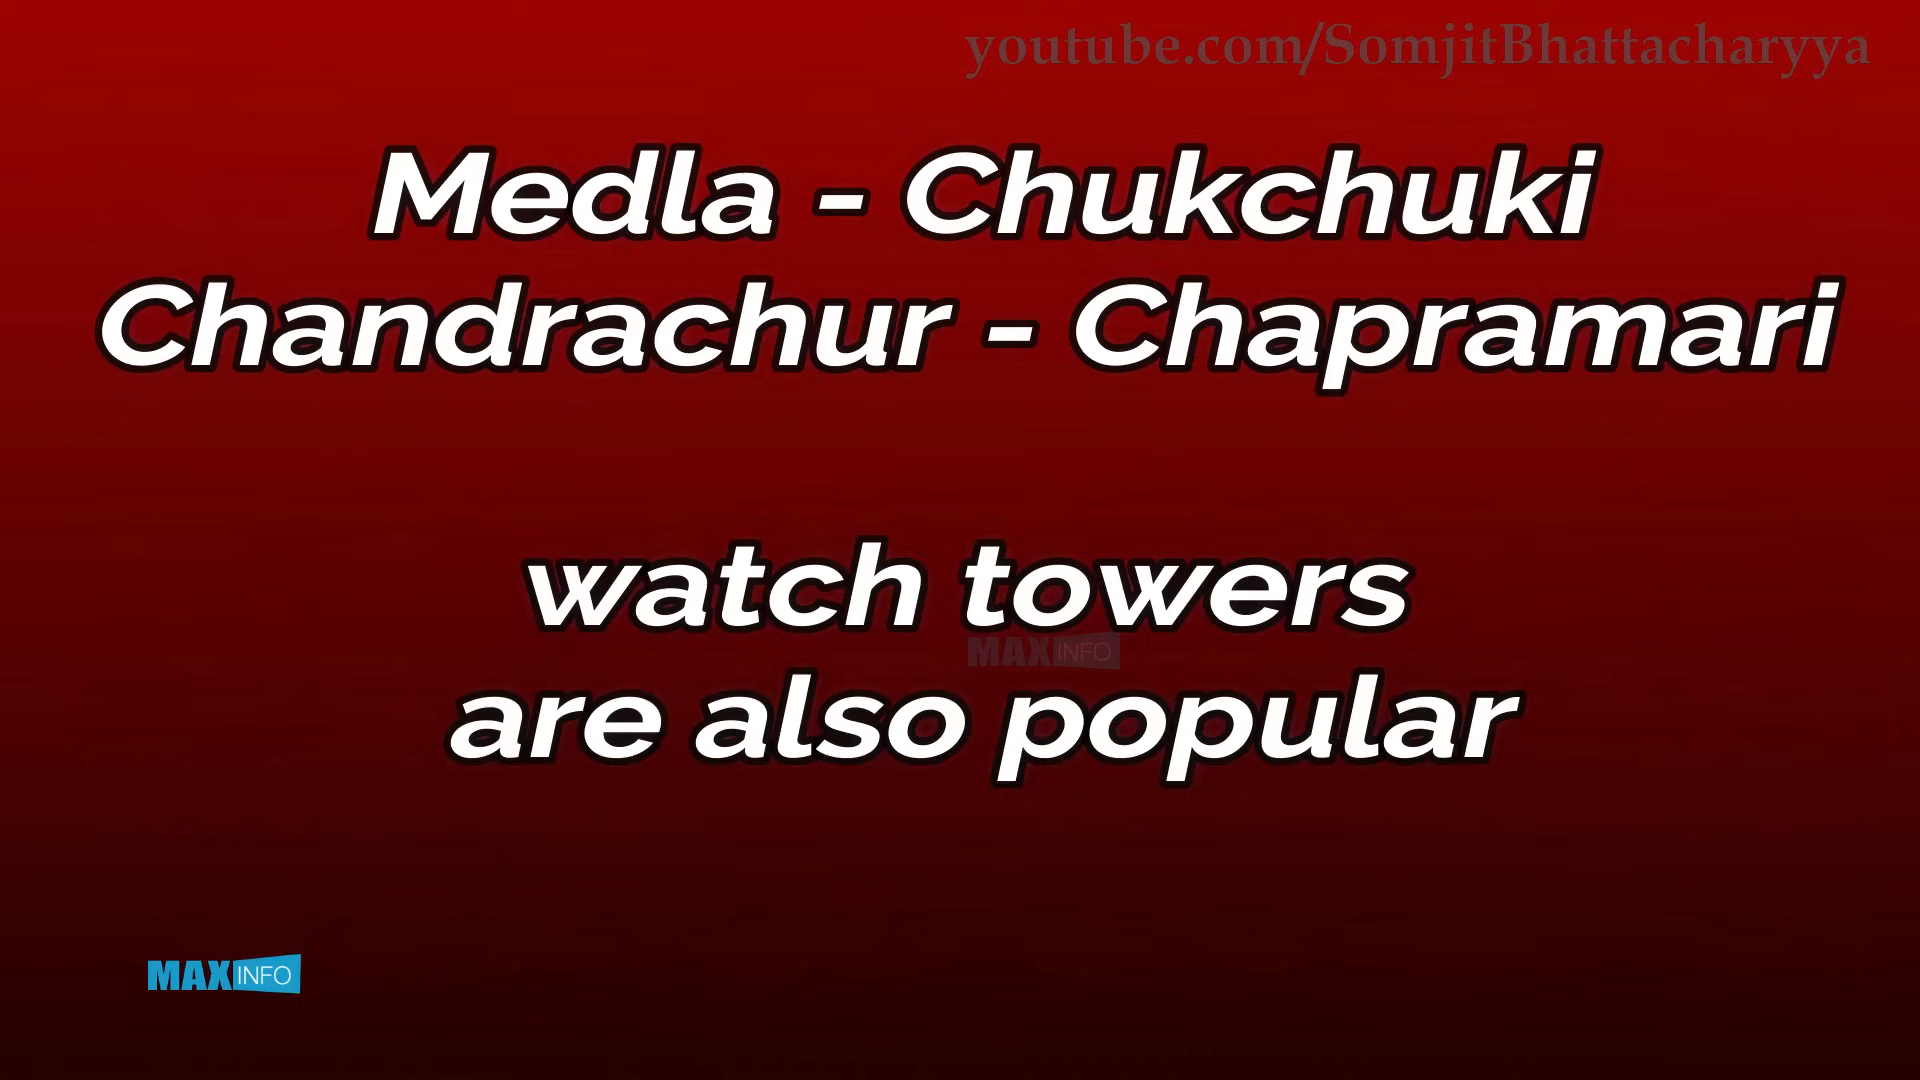 youtube.com/SomjitBhattacharyya
Medla - Chukchuki
Chandrachur - Chapramari
watch towers
MAXINFO
are also popular
MAXINFO